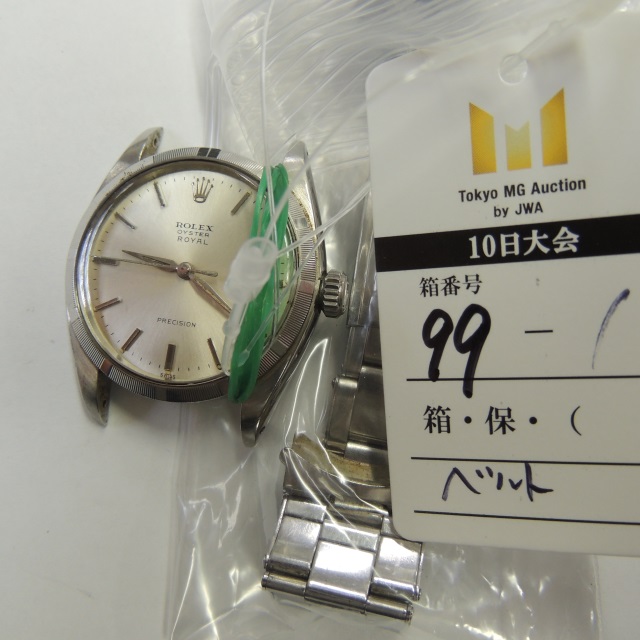 ROLEX
OYSTER
ROYAL
PRECISION
Tokyo MG Auction
by JWA
10日大会
箱番号
99 - 1
箱・保・(
ベルト